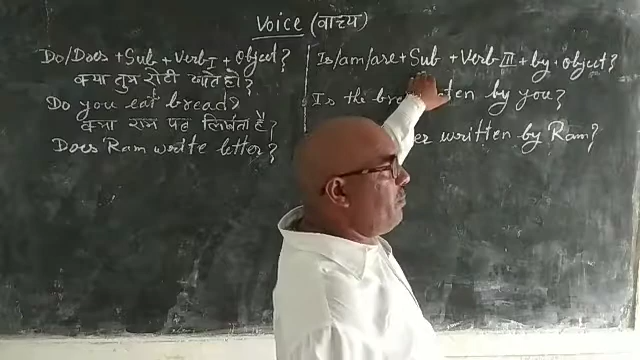 Voice (वाच्य)
Do/Does + Sub + Verb I + Object?
क्या तुम रोटी खाते हो?
Do you eat bread?
क्या राम पत्र लिखता है?
Does Ram write letter?
Is/am/are + Sub + Verb III + by + object?
Is the by you?
written by Ram?